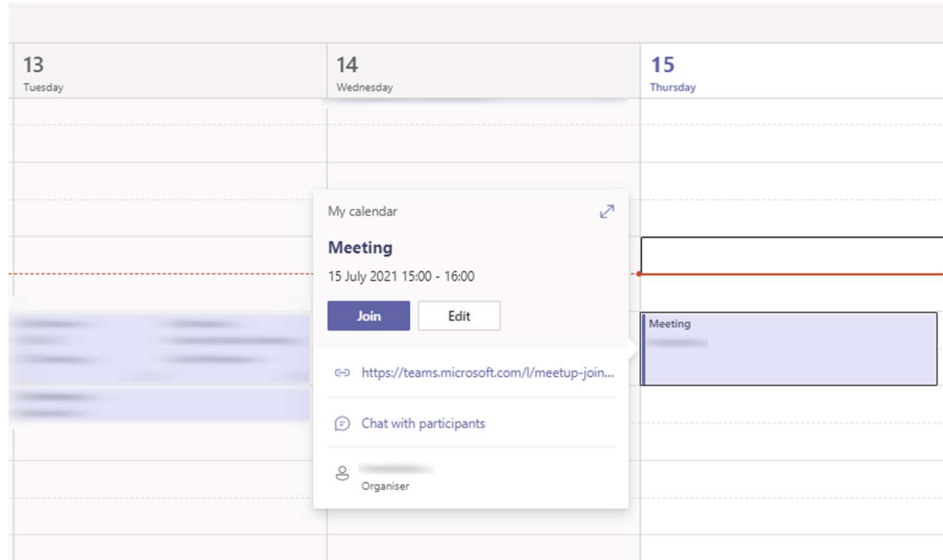 13
Tuesday
14
Wednesday
15
Thursday
My calendar
Meeting
15 July 2021 15:00 - 16:00
Join
Edit
https://teams.microsoft.com/l/meetup-join...
Chat with participants
Organiser
Meeting